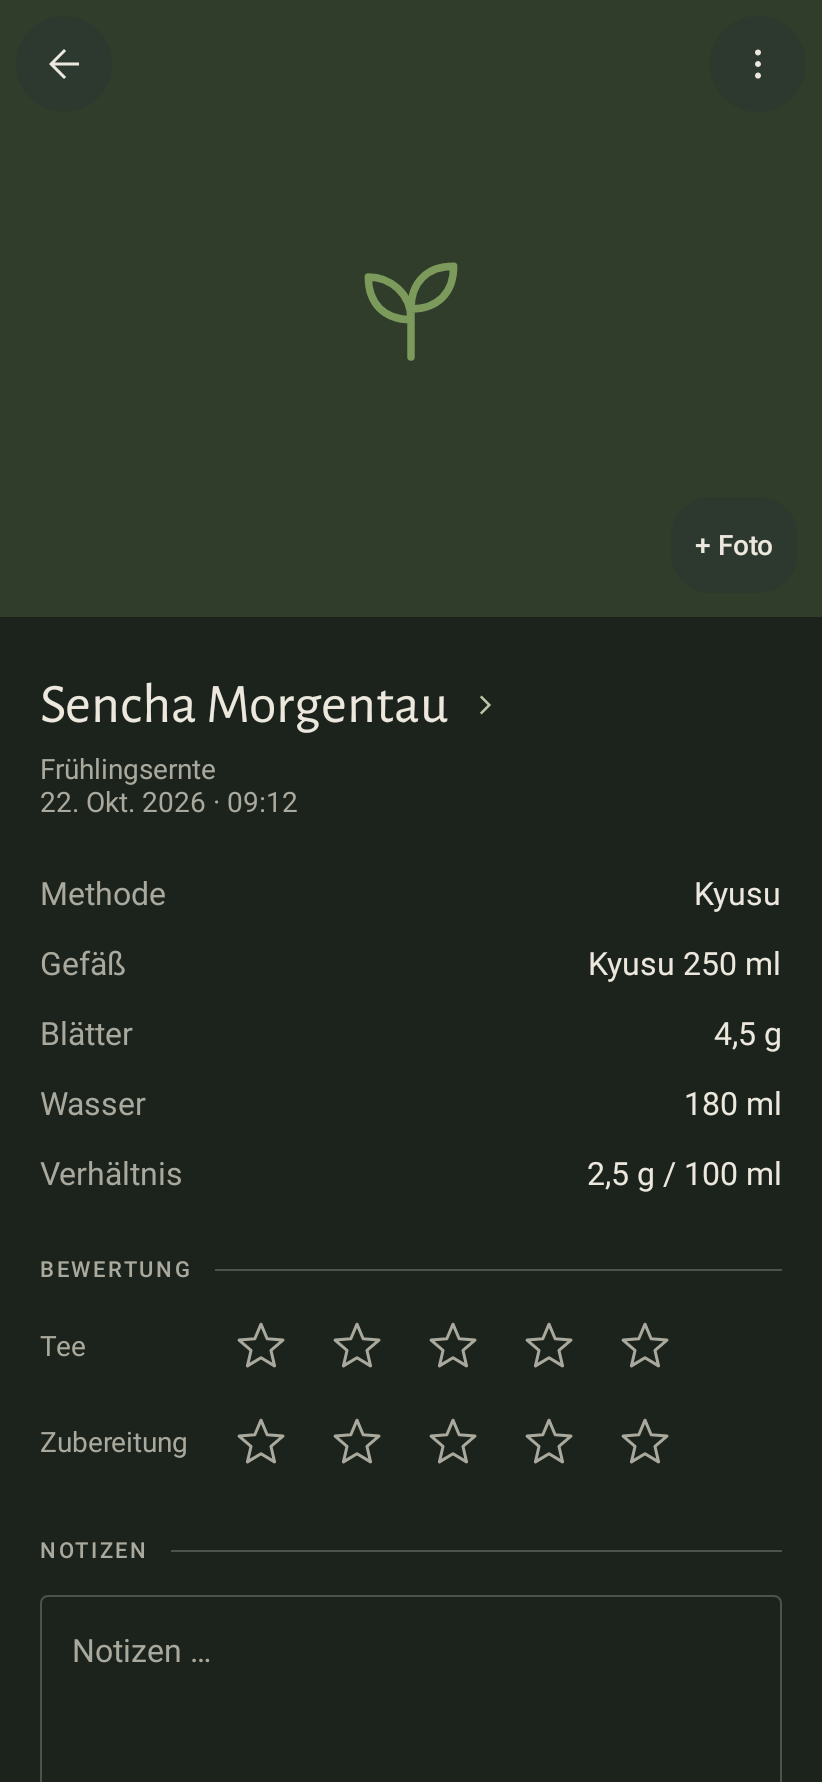 + Foto
Sencha Morgentau
Frühlingsernte
22. Okt. 2026 · 09:12
Methode Kyusu
Gefäß Kyusu 250 ml
Blätter 4,5 g
Wasser 180 ml
Verhältnis 2,5 g / 100 ml
BEWERTUNG
Tee
Zubereitung
NOTIZEN
Notizen …